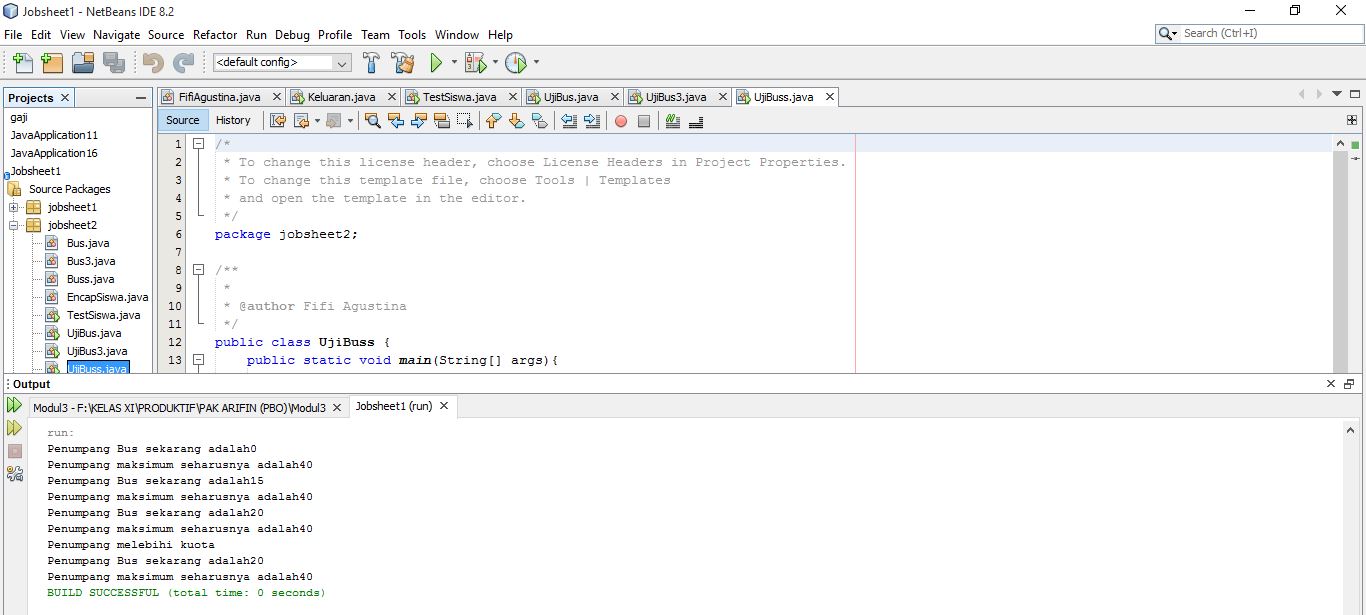 Jobsheet1 - NetBeans IDE 8.2
File Edit View Navigate Source Refactor Run Debug Profile Team Tools Window Help
Search (Ctrl+I)
<default config>
Projects
FifiAgustina.java Keluaran.java TestSiswa.java UjiBus.java UjiBus3.java UjiBuss.java
gaji
JavaApplication11
JavaApplication16
Jobsheet1
Source Packages
jobsheet1
jobsheet2
Bus.java
Bus3.java
Buss.java
EncapSiswa.java
TestSiswa.java
UjiBus.java
UjiBus3.java
UjiBuss.java
Source History
1 /*
2 * To change this license header, choose License Headers in Project Properties.
3 * To change this template file, choose Tools | Templates
4 * and open the template in the editor.
5 */
6 package jobsheet2;
7
8 /**
9 *
10 * @author Fifi Agustina
11 */
12 public class UjiBuss {
13 public static void main(String[] args){
Output
Modul3 - F:\KELAS XI\PRODUKTIF\PAK ARIFIN (PBO)\Modul3 Jobsheet1 (run)
run:
Penumpang Bus sekarang adalah0
Penumpang maksimum seharusnya adalah40
Penumpang Bus sekarang adalah15
Penumpang maksimum seharusnya adalah40
Penumpang Bus sekarang adalah20
Penumpang maksimum seharusnya adalah40
Penumpang melebihi kuota
Penumpang Bus sekarang adalah20
Penumpang maksimum seharusnya adalah40
BUILD SUCCESSFUL (total time: 0 seconds)